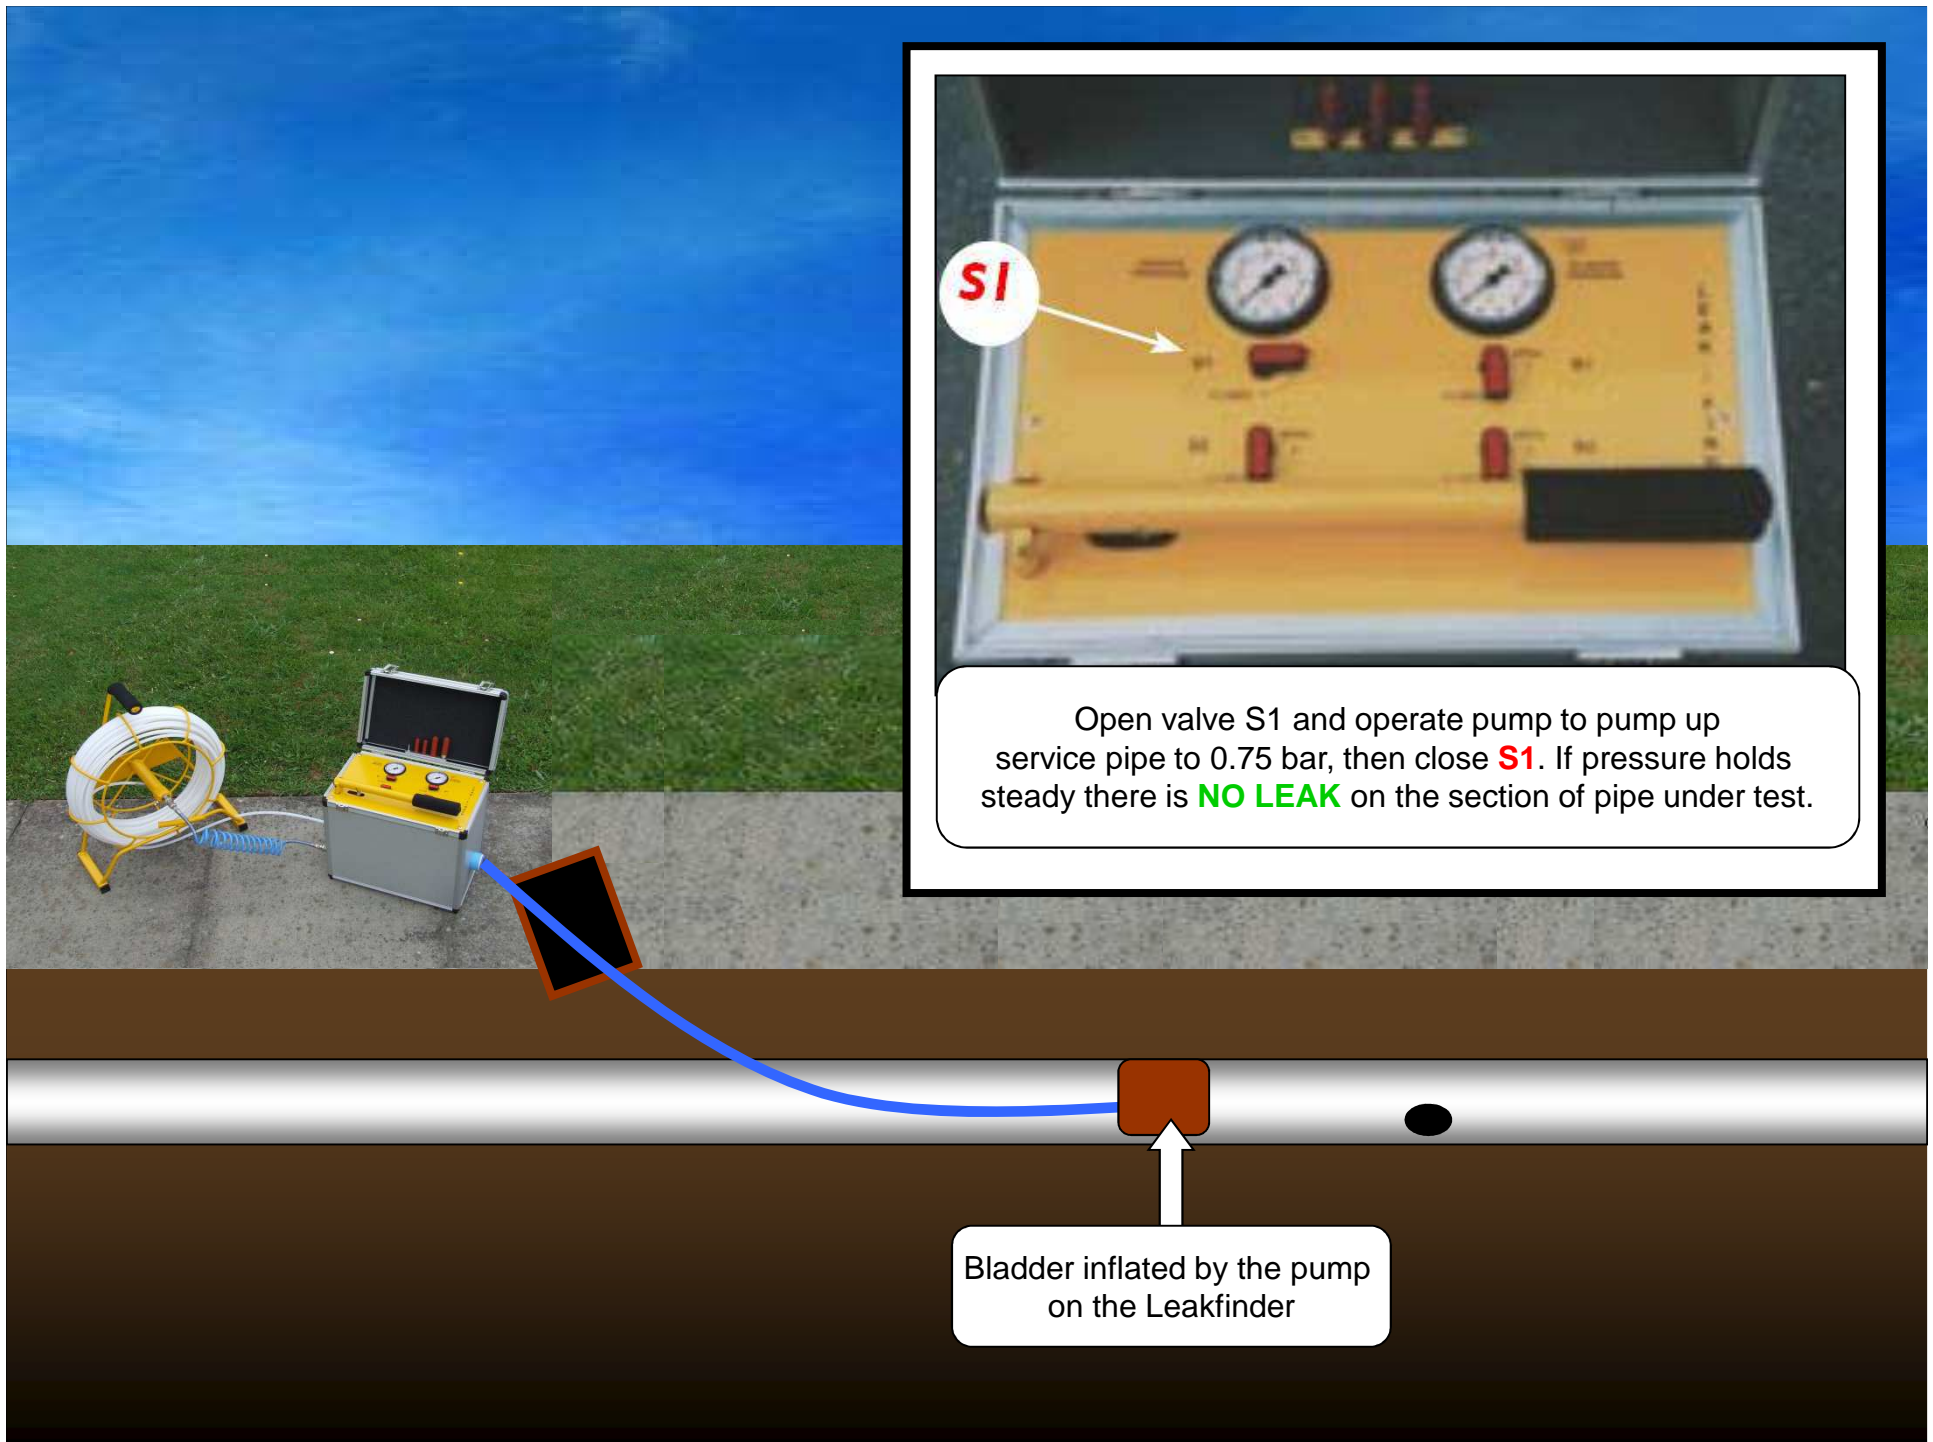 S1
Open valve S1 and operate pump to pump up
service pipe to 0.75 bar, then close S1. If pressure holds
steady there is NO LEAK on the section of pipe under test.
Bladder inflated by the pump
on the Leakfinder